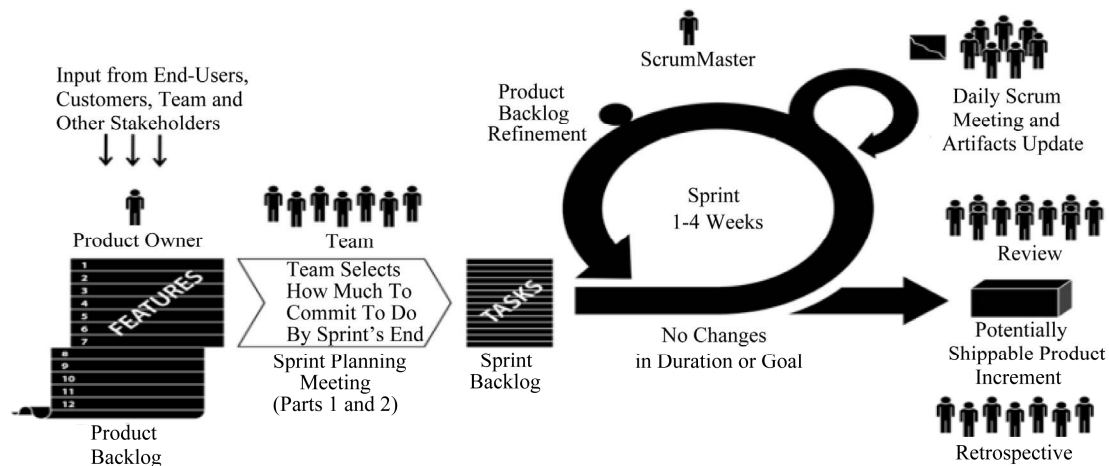 Input from End-Users,
Customers, Team and
Other Stakeholders
Product Owner
1
2
3
4
5
6
7
FEATURES
8
9
10
11
12
Product
Backlog
Team
Team Selects
How Much To
Commit To Do
By Sprint's End
Sprint Planning
Meeting
(Parts 1 and 2)
TASKS
Sprint
Backlog
ScrumMaster
Product
Backlog
Refinement
Sprint
1-4 Weeks
No Changes
in Duration or Goal
Daily Scrum
Meeting and
Artifacts Update
Review
Potentially
Shippable Product
Increment
Retrospective